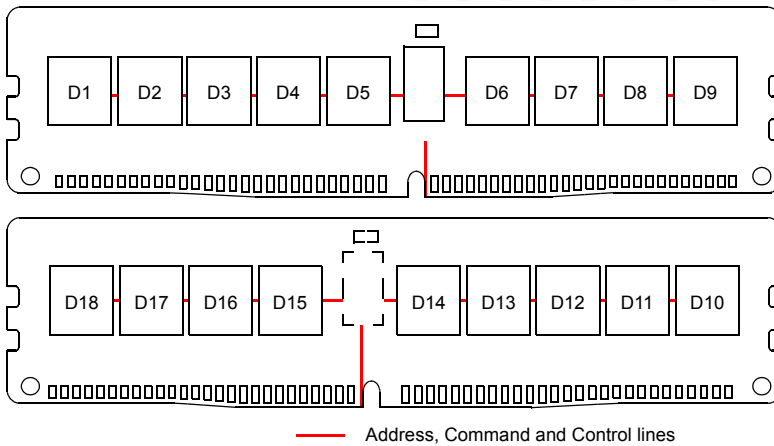 D1 D2 D3 D4 D5 D6 D7 D8 D9
D18 D17 D16 D15 D14 D13 D12 D11 D10
Address, Command and Control lines